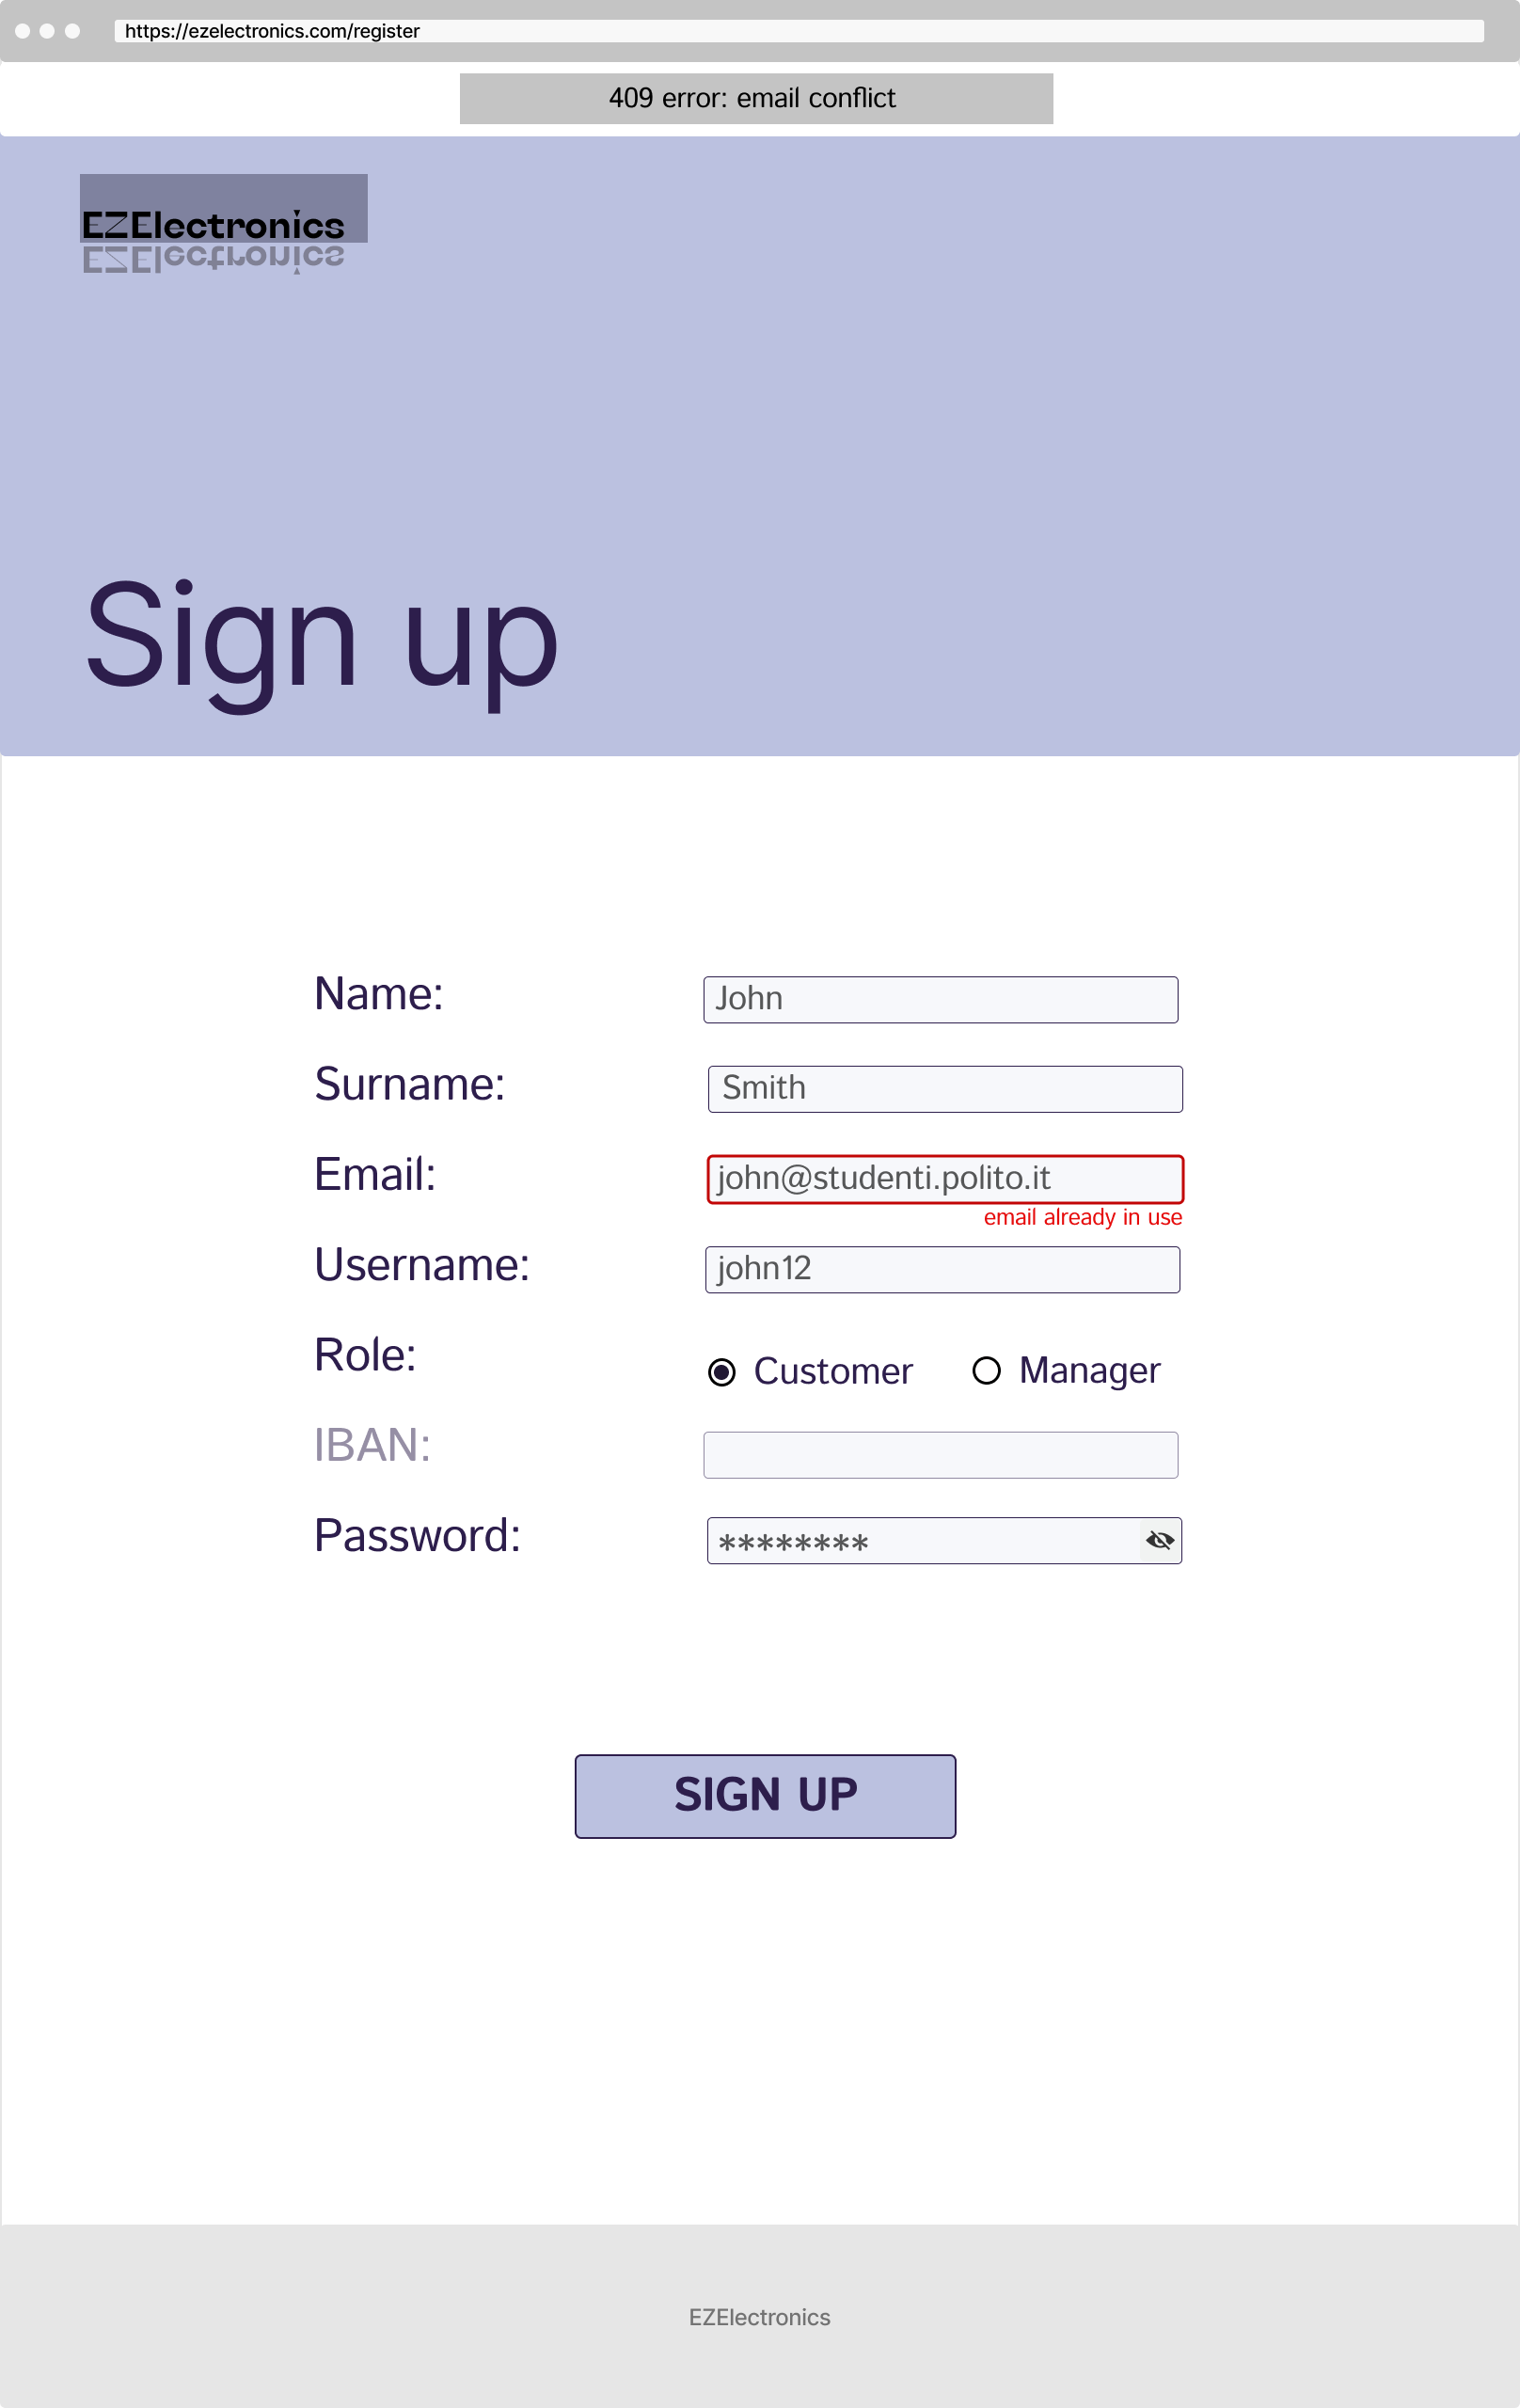 https://ezelectronics.com/register
409 error: email conflict
EZElectronics
EZElectronics
Sign up
Name: John
Surname: Smith
Email: john@studenti.polito.it
email already in use
Username: john12
Role: Customer Manager
IBAN:
Password: ********
SIGN UP
EZElectronics